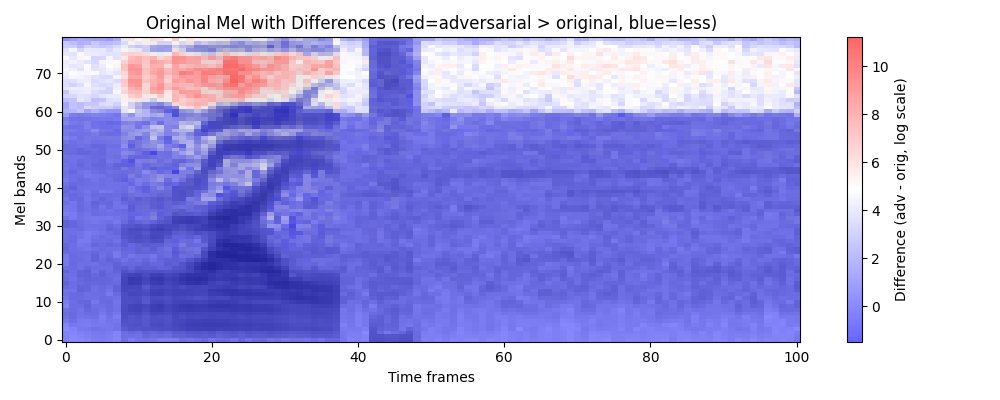 Original Mel with Differences (red=adversarial > original, blue=less)
Mel bands
70
60
50
40
30
20
10
0
0 20 40 60 80 100
Time frames
10
8
6
4
2
0
Difference (adv - orig, log scale)